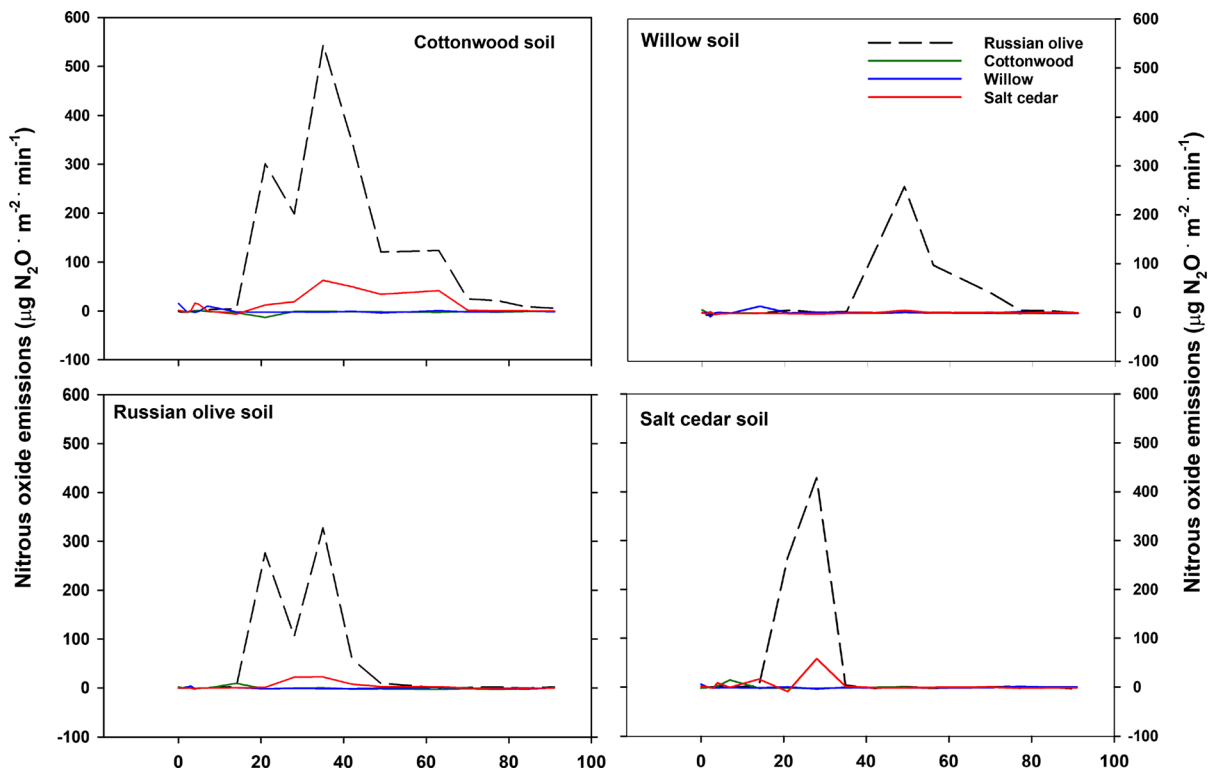 Nitrous oxide emissions (µg N2O · m-2 · min-1)
600
500
400
300
200
100
0
-100
Cottonwood soil
Willow soil
Russian olive
Cottonwood
Willow
Salt cedar
600
500
400
300
200
100
0
-100
Nitrous oxide emissions (µg N2O · m-2 · min-1)
600
500
400
300
200
100
0
-100
Russian olive soil
0 20 40 60 80 100
Salt cedar soil
600
500
400
300
200
100
0
-100
0 20 40 60 80 100